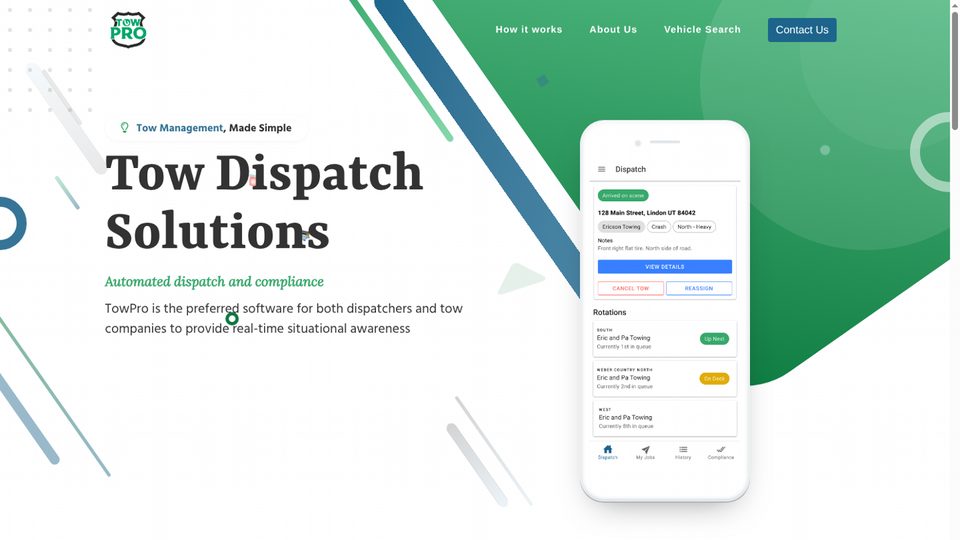 TOW
PRO
How it works
About Us
Vehicle Search
Contact Us
Tow Management, Made Simple
Tow Dispatch
Solutions
Automated dispatch and compliance
TowPro is the preferred software for both dispatchers and tow
companies to provide real-time situational awareness
Dispatch
Arrived on scene
128 Main Street, Lindon UT 84042
Ericson Towing
Crash
North - Heavy
Notes
Front right flat tire. North side of road.
VIEW DETAILS
CANCEL TOW
REASSIGN
Rotations
SOUTH
Eric and Pa Towing
Currently 1st in queue
Up Next
WEBER COUNTRY NORTH
Eric and Pa Towing
Currently 2nd in queue
On Deck
WEST
Eric and Pa Towing
Currently 8th in queue
Dispatch
My Jobs
History
Compliance